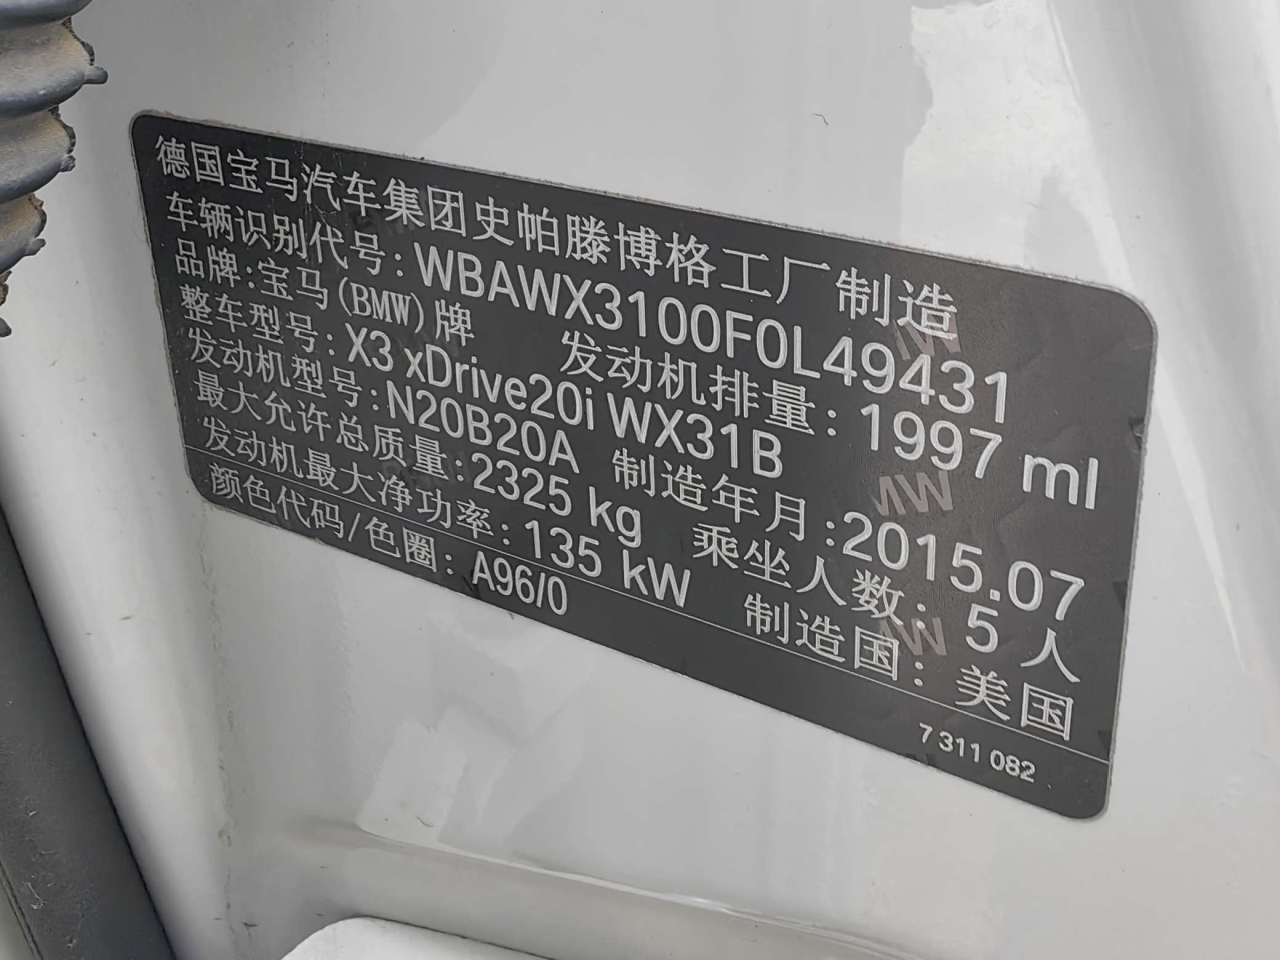 德国宝马汽车集团史帕滕博格工厂制造
车辆识别代号: WBAWX3100F0L49431
品牌:宝马(BMW)牌 发动机排量: 1997 ml
整车型号: X3 xDrive20i WX31B
发动机型号: N20B20A 制造年月:2015.07
最大允许总质量:2325 kg 乘坐人数: 5 人
发动机最大净功率: 135 kW 制造国: 美国
颜色代码/色圈: A96/0
7 311 082